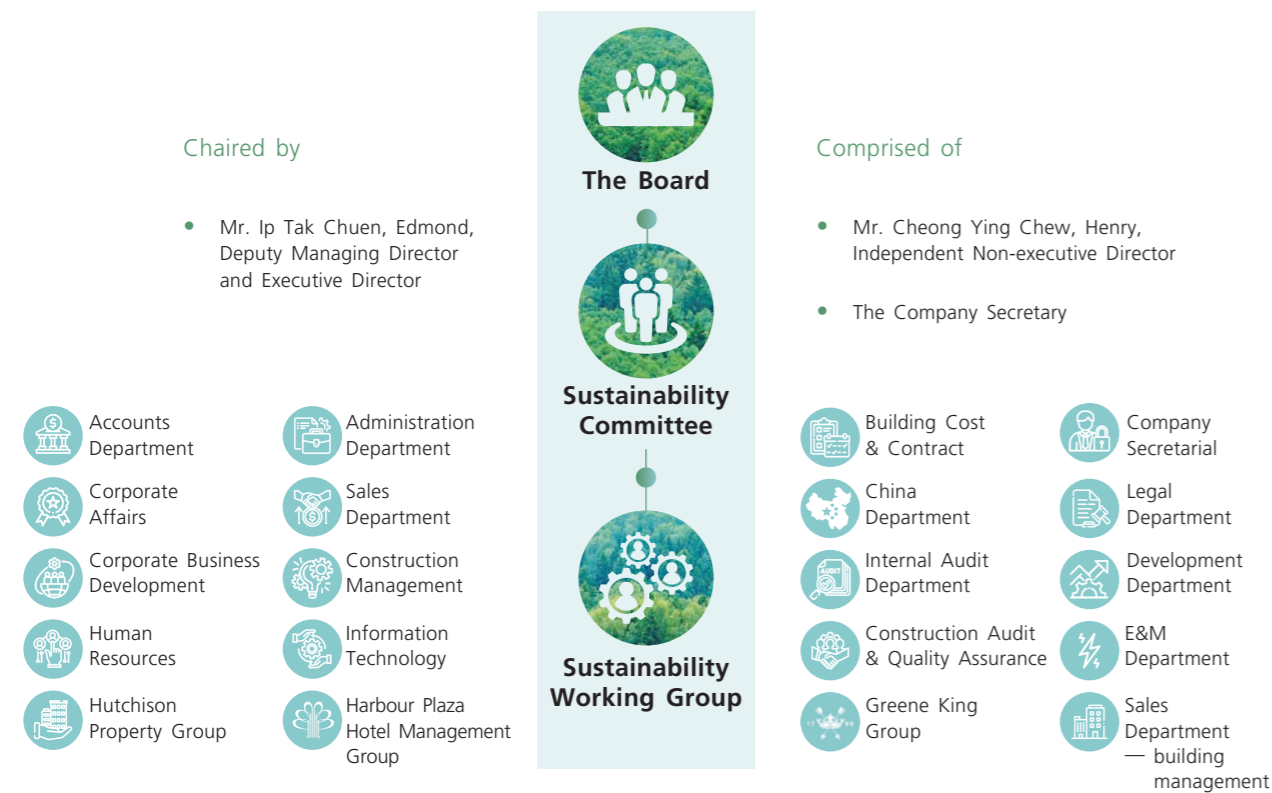 The Board
Chaired by
• Mr. Ip Tak Chuen, Edmond,
Deputy Managing Director
and Executive Director
Comprised of
• Mr. Cheong Ying Chew, Henry,
Independent Non-executive Director
• The Company Secretary
Sustainability
Committee
Accounts
Department
Administration
Department
Corporate
Affairs
Sales
Department
Corporate Business
Development
Construction
Management
Human
Resources
Information
Technology
Hutchison
Property Group
Harbour Plaza
Hotel Management
Group
Sustainability
Working Group
Building Cost
& Contract
Company
Secretarial
China
Department
Legal
Department
AUDIT
Internal Audit
Department
Development
Department
Construction Audit
& Quality Assurance
E&M
Department
Greene King
Group
Sales
Department
— building
management